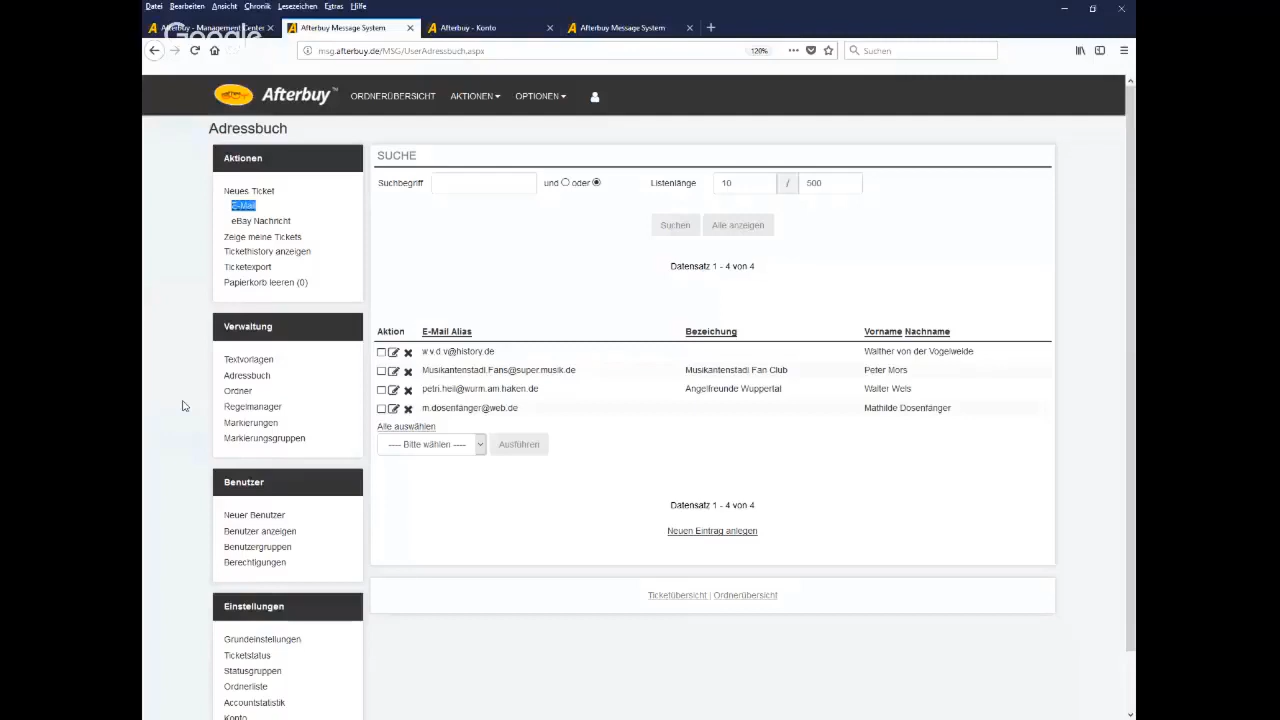 Datei Bearbeiten Ansicht Chronik Lesezeichen Extras Hilfe
Afterbuy - Management Center
Afterbuy Message System
Afterbuy - Konto
Afterbuy Message System
Google
msg.afterbuy.de/MSG/UserAdressbuch.aspx
120%
Suchen
Afterbuy™
ORDNERÜBERSICHT
AKTIONEN
OPTIONEN
Adressbuch
Aktionen
Neues Ticket
E-Mail
eBay Nachricht
Zeige meine Tickets
Tickethistory anzeigen
Ticketexport
Papierkorb leeren (0)
Verwaltung
Textvorlagen
Adressbuch
Ordner
Regelmanager
Markierungen
Markierungsgruppen
Benutzer
Neuer Benutzer
Benutzer anzeigen
Benutzergruppen
Berechtigungen
Einstellungen
Grundeinstellungen
Ticketstatus
Statusgruppen
Ordnerliste
Accountstatistik
Konto
SUCHE
Suchbegriff und oder Listenlänge 10 / 500
Suchen Alle anzeigen
Datensatz 1 - 4 von 4
Aktion E-Mail Alias Bezeichung Vorname Nachname
w.v.d.v@history.de Walther von der Vogelweide
Musikantenstadl.Fans@super.musik.de Musikantenstadl Fan Club Peter Mors
petri.heil@wurm.am.haken.de Angelfreunde Wuppertal Walter Wels
m.dosenfänger@web.de Mathilde Dosenfänger
Alle auswählen
---- Bitte wählen ---- Ausführen
Datensatz 1 - 4 von 4
Neuen Eintrag anlegen
Ticketübersicht | Ordnerübersicht